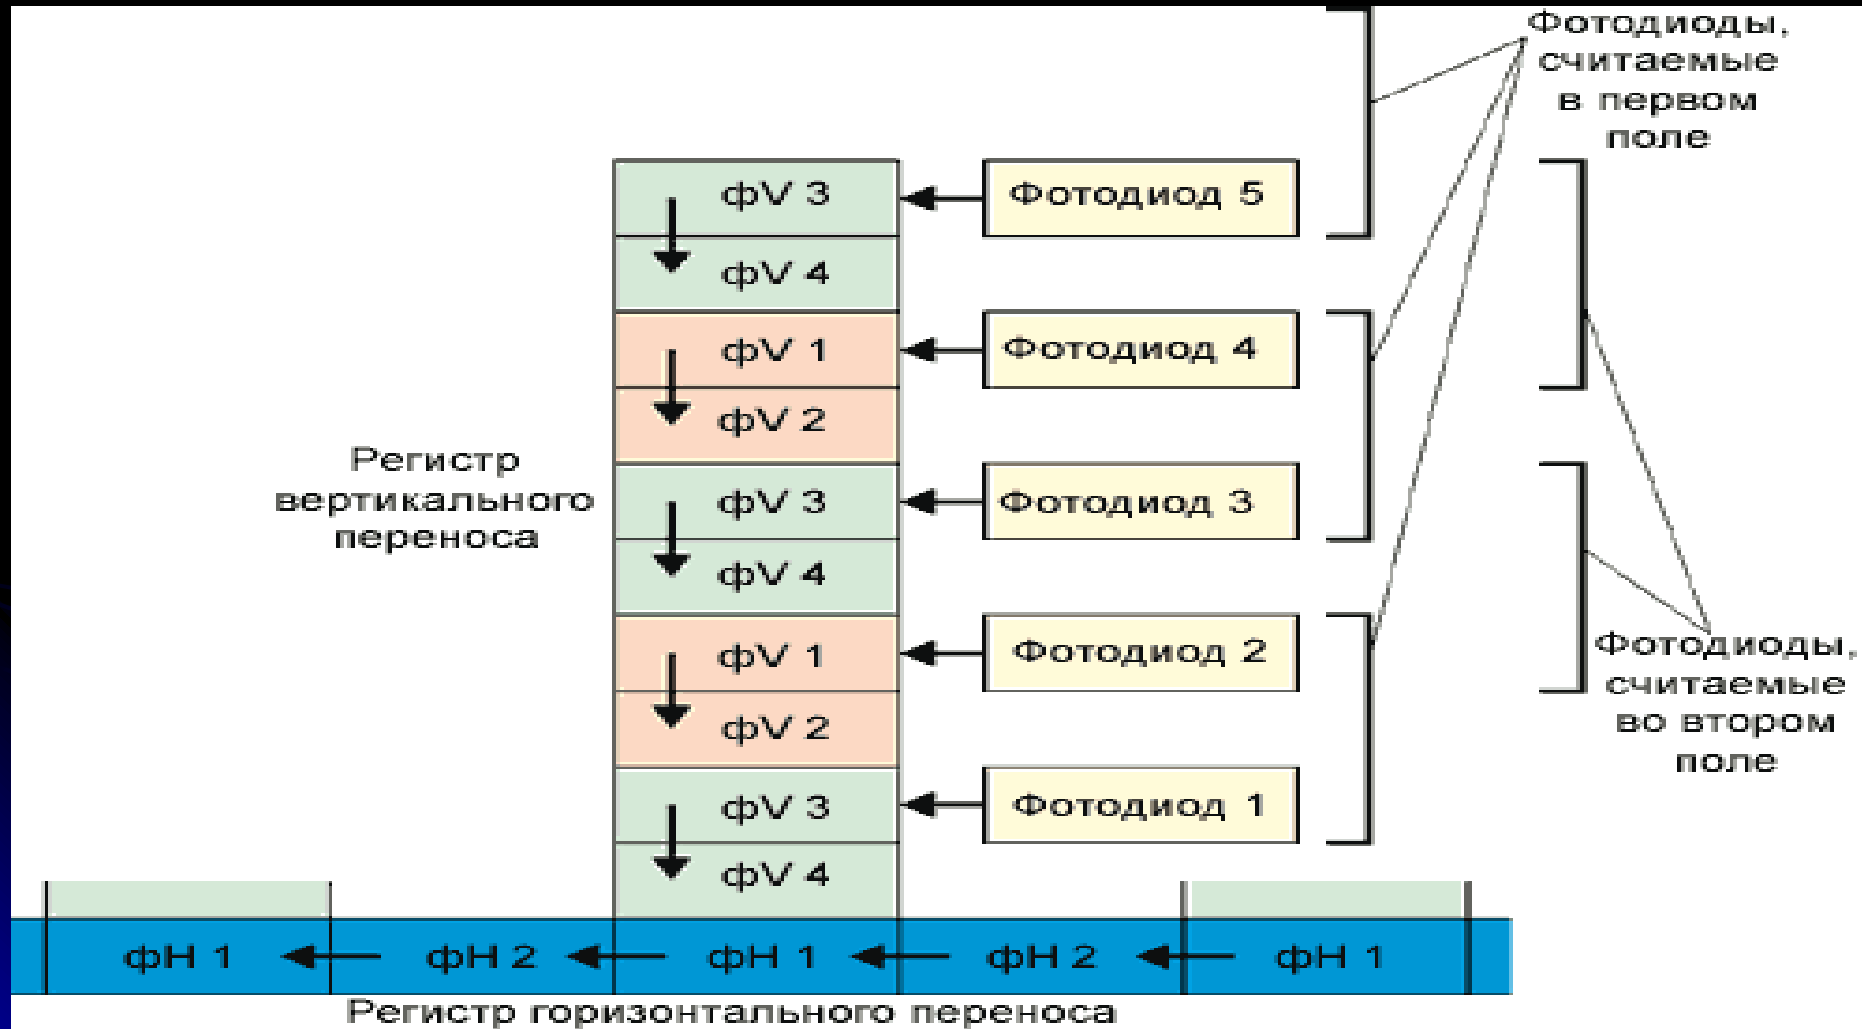 Фотодиоды,
считаемые
в первом
поле
фV 3
Фотодиод 5
фV 4
фV 1
Фотодиод 4
фV 2
Регистр
вертикального
переноса
фV 3
Фотодиод 3
фV 4
фV 1
Фотодиод 2
фV 2
Фотодиоды,
считаемые
во втором
поле
фV 3
Фотодиод 1
фV 4
фН 1
фН 2
фН 1
фН 2
фН 1
Регистр горизонтального переноса